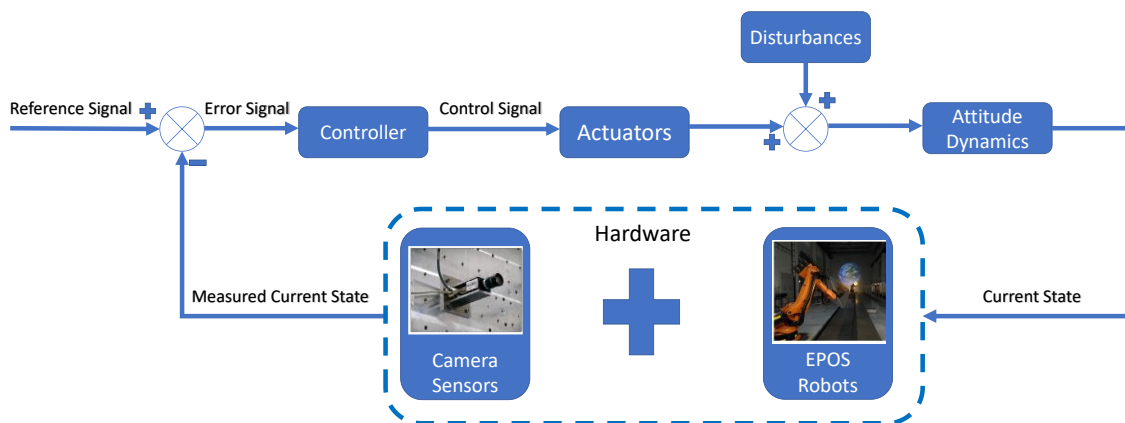 Disturbances
Reference Signal
Error Signal
Controller
Control Signal
Actuators
Attitude
Dynamics
Hardware
Measured Current State
Camera
Sensors
EPOS
Robots
Current State